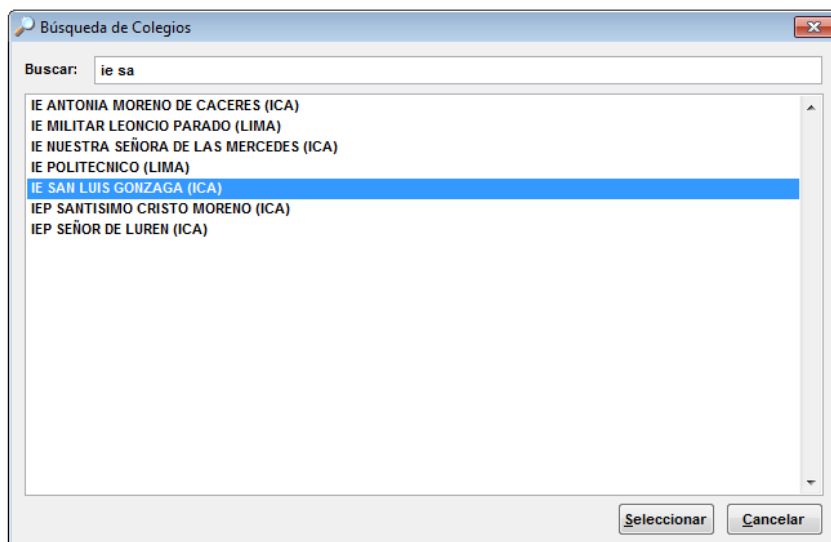 Búsqueda de Colegios
Buscar: ie sa
IE ANTONIA MORENO DE CACERES (ICA)
IE MILITAR LEONCIO PARADO (LIMA)
IE NUESTRA SEÑORA DE LAS MERCEDES (ICA)
IE POLITECNICO (LIMA)
IE SAN LUIS GONZAGA (ICA)
IEP SANTISIMO CRISTO MORENO (ICA)
IEP SEÑOR DE LUREN (ICA)
Seleccionar Cancelar